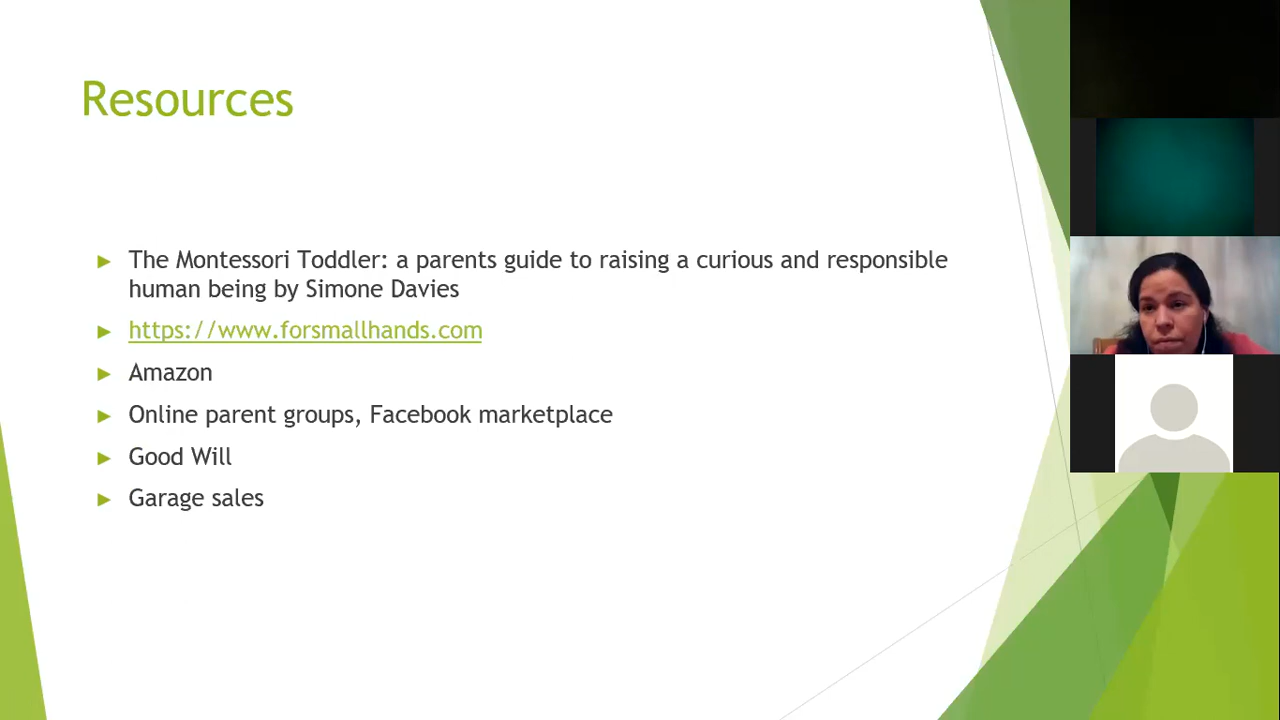 Resources
The Montessori Toddler: a parents guide to raising a curious and responsible
human being by Simone Davies
https://www.forsmallhands.com
Amazon
Online parent groups, Facebook marketplace
Good Will
Garage sales